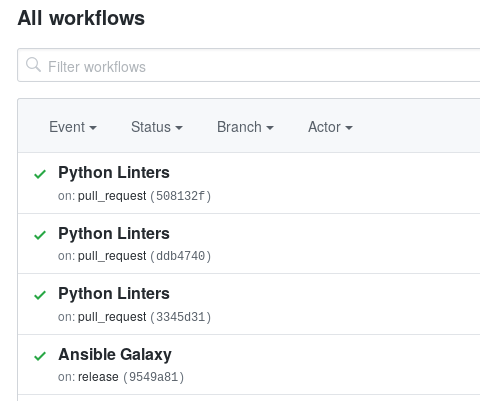 All workflows
Filter workflows
Event Status Branch Actor
Python Linters
on: pull_request (508132f)
Python Linters
on: pull_request (ddb4740)
Python Linters
on: pull_request (3345d31)
Ansible Galaxy
on: release (9549a81)